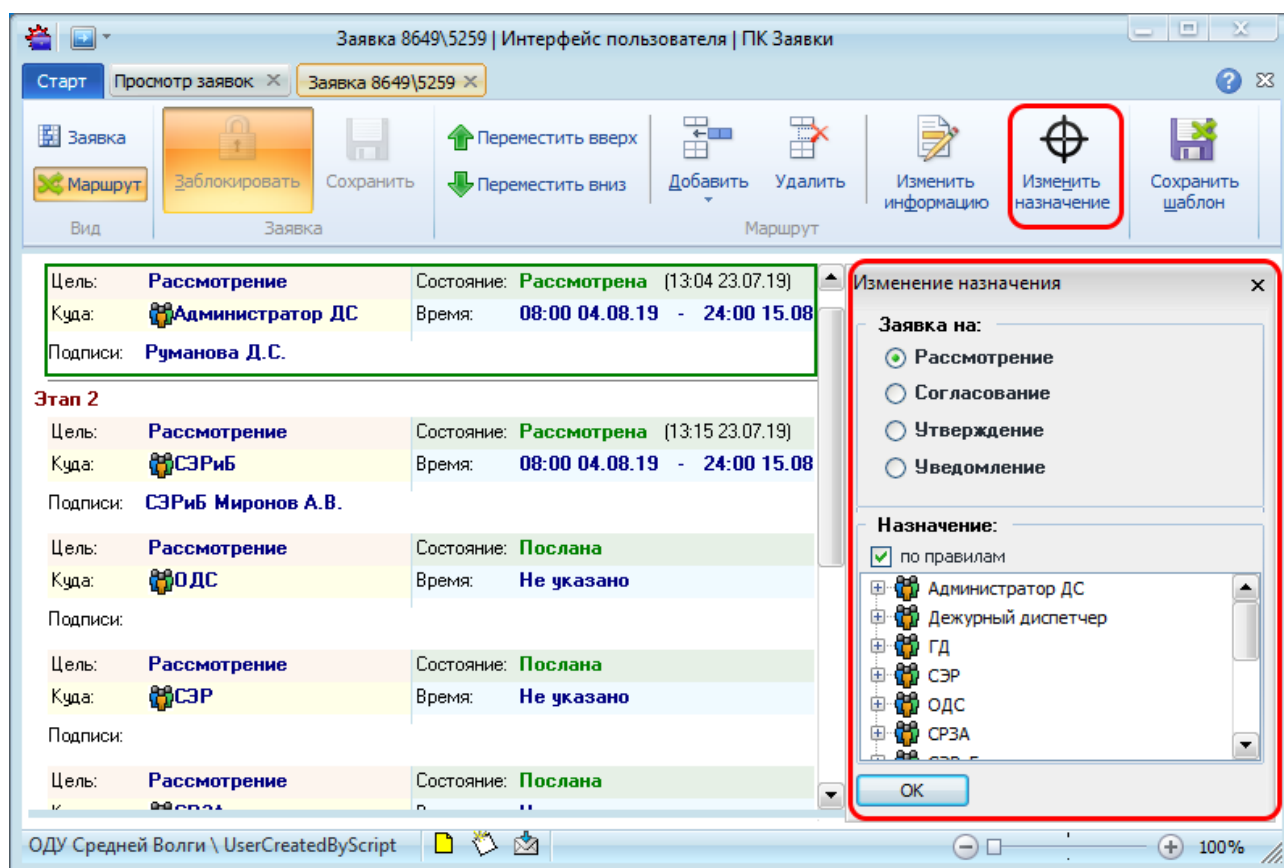 Заявка 8649\5259 | Интерфейс пользователя | ПК Заявки
Старт
Просмотр заявок
Заявка 8649\5259
Заявка
Маршрут
Вид
Заблокировать
Сохранить
Заявка
Переместить вверх
Переместить вниз
Добавить
Удалить
Изменить информацию
Изменить назначение
Маршрут
Сохранить шаблон
Цель: Рассмотрение Состояние: Рассмотрена (13:04 23.07.19)
Куда: Администратор ДС Время: 08:00 04.08.19 - 24:00 15.08
Подписи: Руманова Д.С.
Этап 2
Цель: Рассмотрение Состояние: Рассмотрена (13:15 23.07.19)
Куда: СЭРиБ Время: 08:00 04.08.19 - 24:00 15.08
Подписи: СЭРиБ Миронов А.В.
Цель: Рассмотрение Состояние: Послана
Куда: ОДС Время: Не указано
Подписи:
Цель: Рассмотрение Состояние: Послана
Куда: СЭР Время: Не указано
Подписи:
Цель: Рассмотрение Состояние: Послана
Изменение назначения
Заявка на:
Рассмотрение
Согласование
Утверждение
Уведомление
Назначение:
по правилам
Администратор ДС
Дежурный диспетчер
ГД
СЭР
ОДС
СРЗА
ОК
ОДУ Средней Волги \ UserCreatedByScript
100%